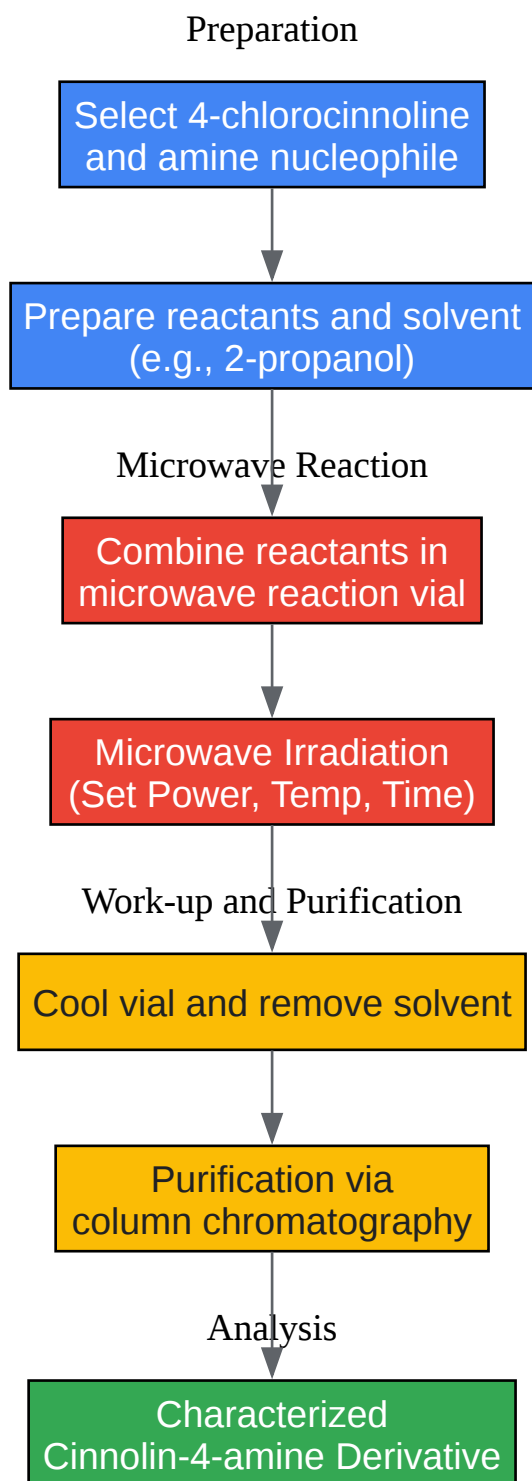 Preparation
Select 4-chlorocinnoline
and amine nucleophile
Prepare reactants and solvent
(e.g., 2-propanol)
Microwave Reaction
Combine reactants in
microwave reaction vial
Microwave Irradiation
(Set Power, Temp, Time)
Work-up and Purification
Cool vial and remove solvent
Purification via
column chromatography
Analysis
Characterized
Cinnolin-4-amine Derivative